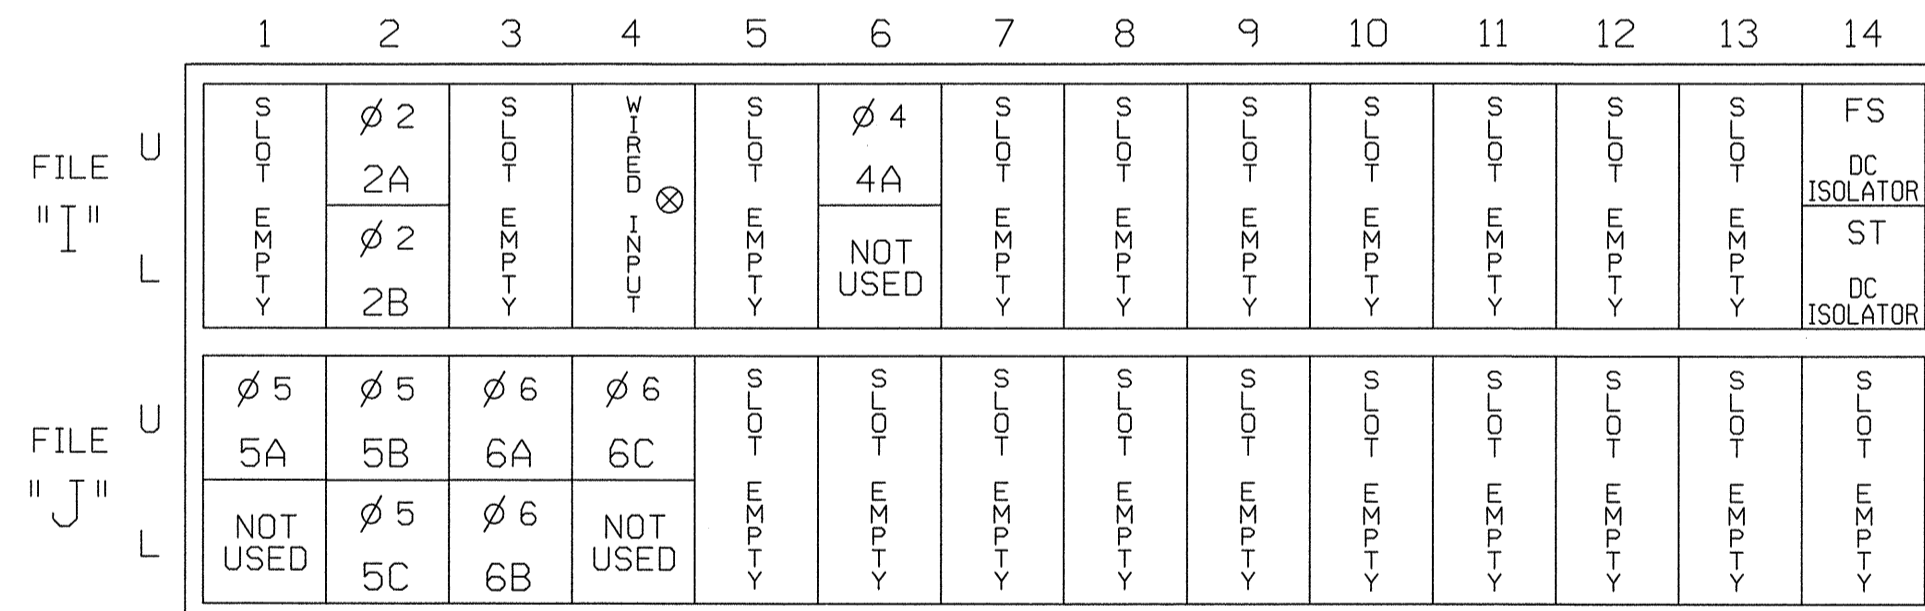 1 2 3 4 5 6 7 8 9 10 11 12 13 14
FILE "I"
U
L
SLOT EMPTY
Ø 2
2A
Ø 2
2B
SLOT EMPTY
WIRED INPUT
SLOT EMPTY
Ø 4
4A
NOT
USED
SLOT EMPTY
SLOT EMPTY
SLOT EMPTY
SLOT EMPTY
SLOT EMPTY
SLOT EMPTY
SLOT EMPTY
FS
DC
ISOLATOR
ST
DC
ISOLATOR
FILE "J"
U
L
Ø 5
5A
NOT
USED
Ø 5
5B
Ø 5
5C
Ø 6
6A
Ø 6
6B
Ø 6
6C
NOT
USED
SLOT EMPTY
SLOT EMPTY
SLOT EMPTY
SLOT EMPTY
SLOT EMPTY
SLOT EMPTY
SLOT EMPTY
SLOT EMPTY
SLOT EMPTY
SLOT EMPTY